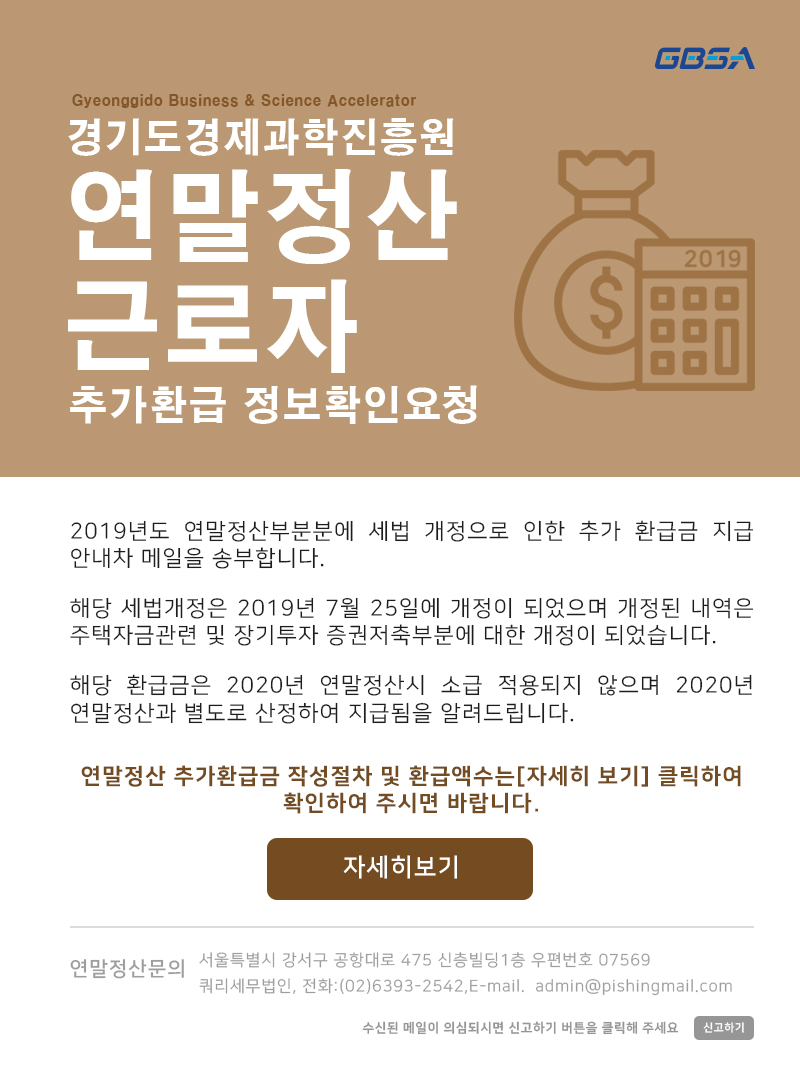 GBSA
Gyeonggido Business & Science Accelerator
경기도경제과학진흥원
연말정산
근로자
추가환급 정보확인요청
2019
$
2019년도 연말정산부분분에 세법 개정으로 인한 추가 환급금 지급
안내차 메일을 송부합니다.
해당 세법개정은 2019년 7월 25일에 개정이 되었으며 개정된 내역은
주택자금관련 및 장기투자 증권저축부분에 대한 개정이 되었습니다.
해당 환급금은 2020년 연말정산시 소급 적용되지 않으며 2020년
연말정산과 별도로 산정하여 지급됨을 알려드립니다.
연말정산 추가환급금 작성절차 및 환급액수는[자세히 보기] 클릭하여
확인하여 주시면 바랍니다.
자세히보기
연말정산문의
서울특별시 강서구 공항대로 475 신층빌딩1층 우편번호 07569
쿼리세무법인, 전화:(02)6393-2542,E-mail. admin@pishingmail.com
수신된 메일이 의심되시면 신고하기 버튼을 클릭해 주세요 신고하기